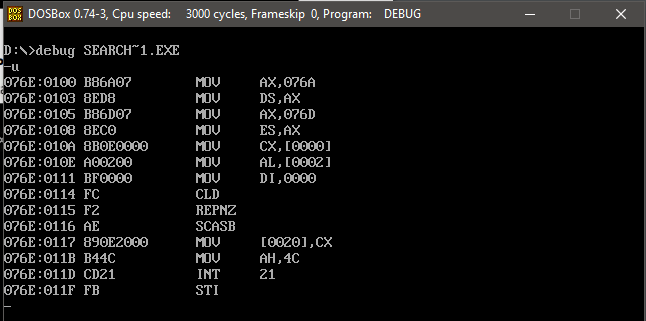 DOSBox 0.74-3, Cpu speed: 3000 cycles, Frameskip 0, Program: DEBUG
D:\>debug SEARCH~1.EXE
-u
076E:0100 B86A07 MOV AX,076A
076E:0103 8ED8 MOV DS,AX
076E:0105 B86D07 MOV AX,076D
076E:0108 8EC0 MOV ES,AX
076E:010A 8B0E0000 MOV CX,[0000]
076E:010E A00200 MOV AL,[0002]
076E:0111 BF0000 MOV DI,0000
076E:0114 FC CLD
076E:0115 F2 REPNZ
076E:0116 AE SCASB
076E:0117 890E2000 MOV [0020],CX
076E:011B B44C MOV AH,4C
076E:011D CD21 INT 21
076E:011F FB STI
-